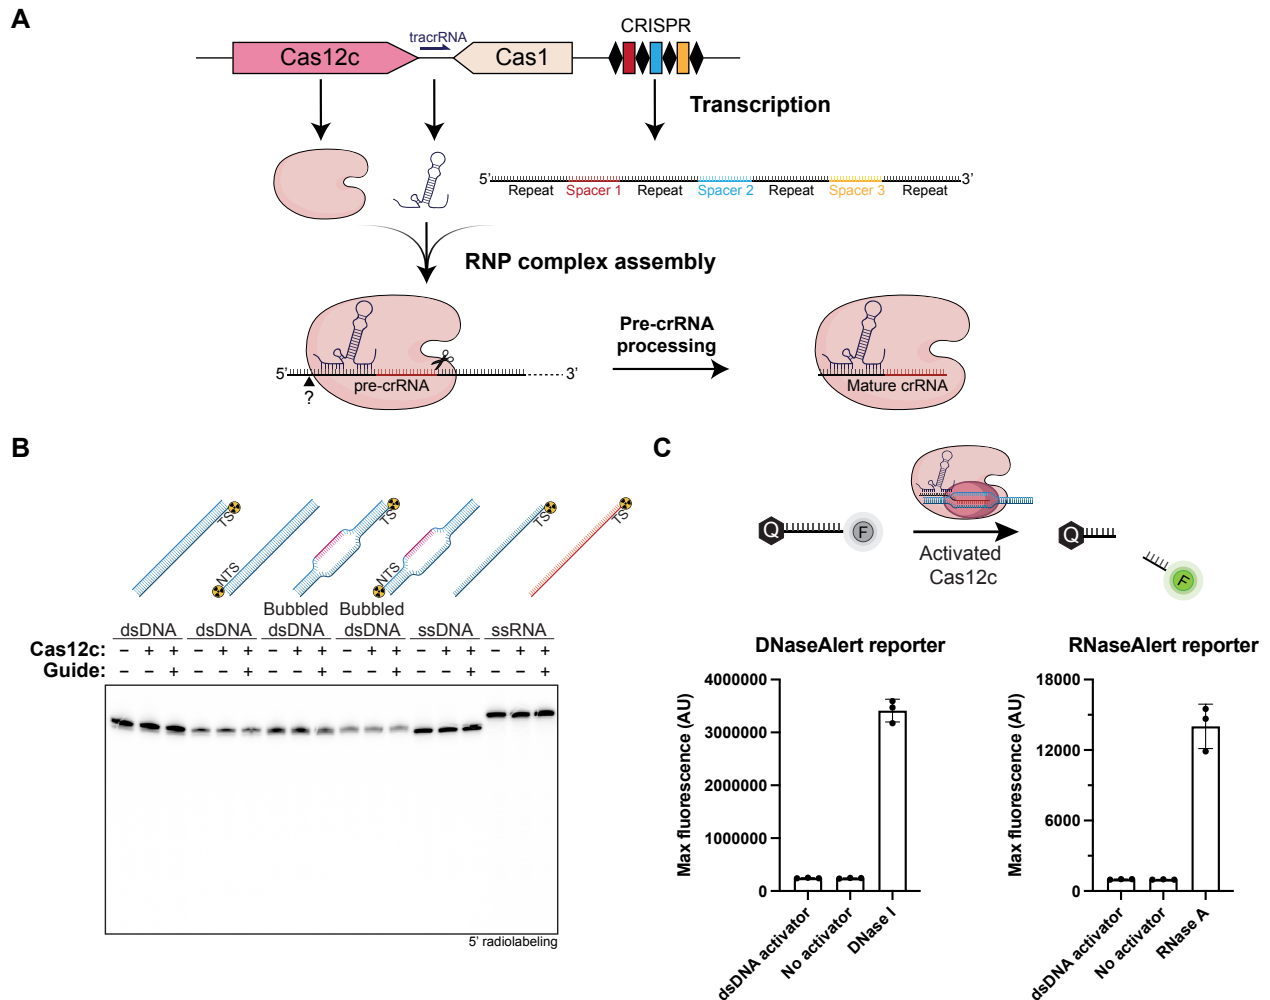 A
Cas12c
tracrRNA
Cas1
CRISPR
Transcription
5’
3’
Repeat Spacer 1 Repeat Spacer 2 Repeat Spacer 3 Repeat
RNP complex assembly
5’
pre-crRNA
3’
?
Pre-crRNA
processing
Mature crRNA
B
TS
NTS
TS
NTS
TS
TS
Bubbled Bubbled
dsDNA dsDNA dsDNA dsDNA ssDNA ssRNA
Cas12c: – + + – + + – + + – + + – + + – + +
Guide: – – + – – + – – + – – + – – + – – +
5’ radiolabeling
C
Q
F
Activated
Cas12c
Q
F
DNaseAlert reporter
Max fluorescence (AU)
4000000
3000000
2000000
1000000
0
dsDNA activator
No activator
DNase I
RNaseAlert reporter
Max fluorescence (AU)
18000
12000
6000
0
dsDNA activator
No activator
RNase A